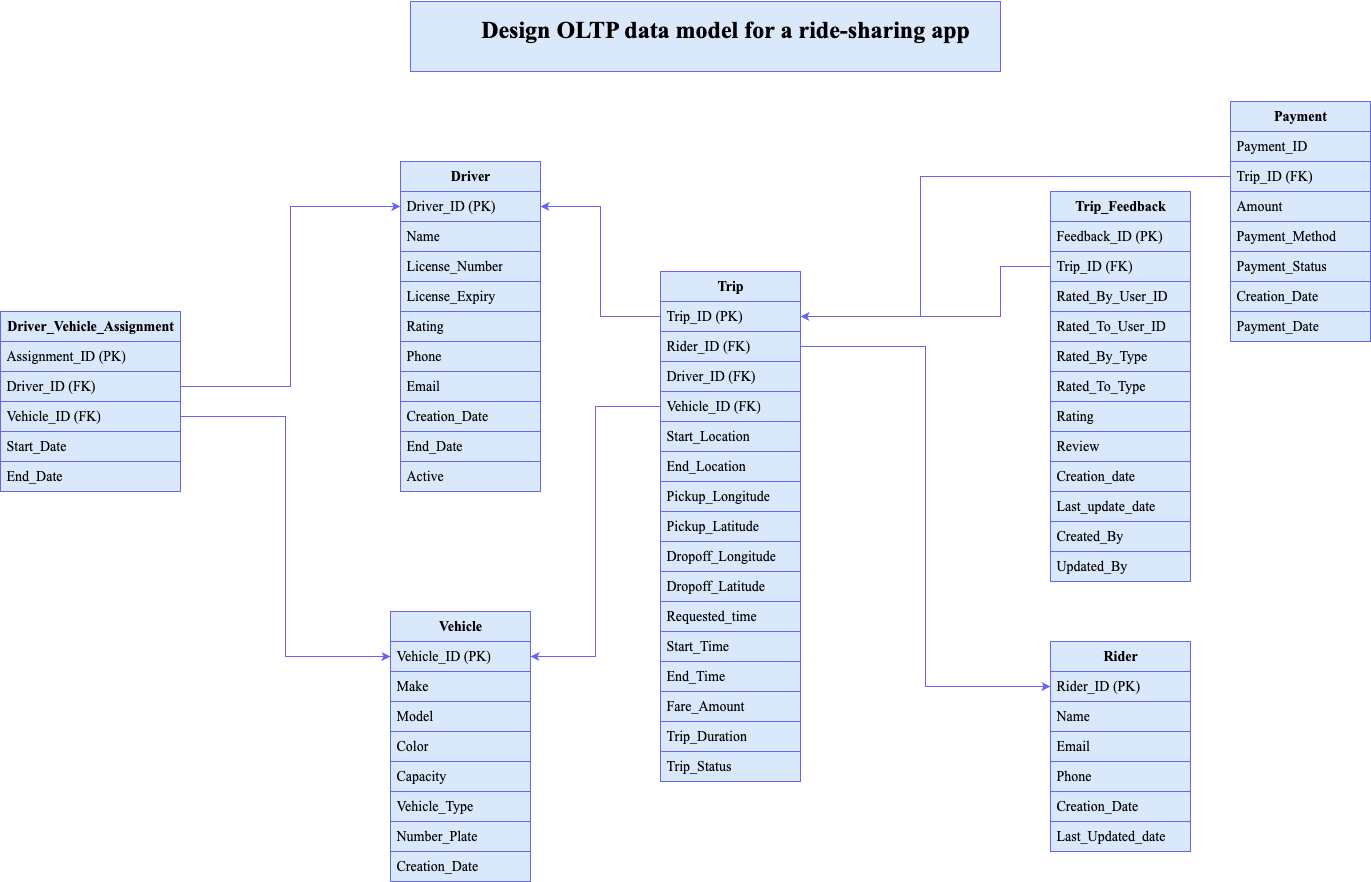 Design OLTP data model for a ride-sharing app
Driver_Vehicle_Assignment
Assignment_ID (PK)
Driver_ID (FK)
Vehicle_ID (FK)
Start_Date
End_Date
Driver
Driver_ID (PK)
Name
License_Number
License_Expiry
Rating
Phone
Email
Creation_Date
End_Date
Active
Vehicle
Vehicle_ID (PK)
Make
Model
Color
Capacity
Vehicle_Type
Number_Plate
Creation_Date
Trip
Trip_ID (PK)
Rider_ID (FK)
Driver_ID (FK)
Vehicle_ID (FK)
Start_Location
End_Location
Pickup_Longitude
Pickup_Latitude
Dropoff_Longitude
Dropoff_Latitude
Requested_time
Start_Time
End_Time
Fare_Amount
Trip_Duration
Trip_Status
Trip_Feedback
Feedback_ID (PK)
Trip_ID (FK)
Rated_By_User_ID
Rated_To_User_ID
Rated_By_Type
Rated_To_Type
Rating
Review
Creation_date
Last_update_date
Created_By
Updated_By
Rider
Rider_ID (PK)
Name
Email
Phone
Creation_Date
Last_Updated_date
Payment
Payment_ID
Trip_ID (FK)
Amount
Payment_Method
Payment_Status
Creation_Date
Payment_Date